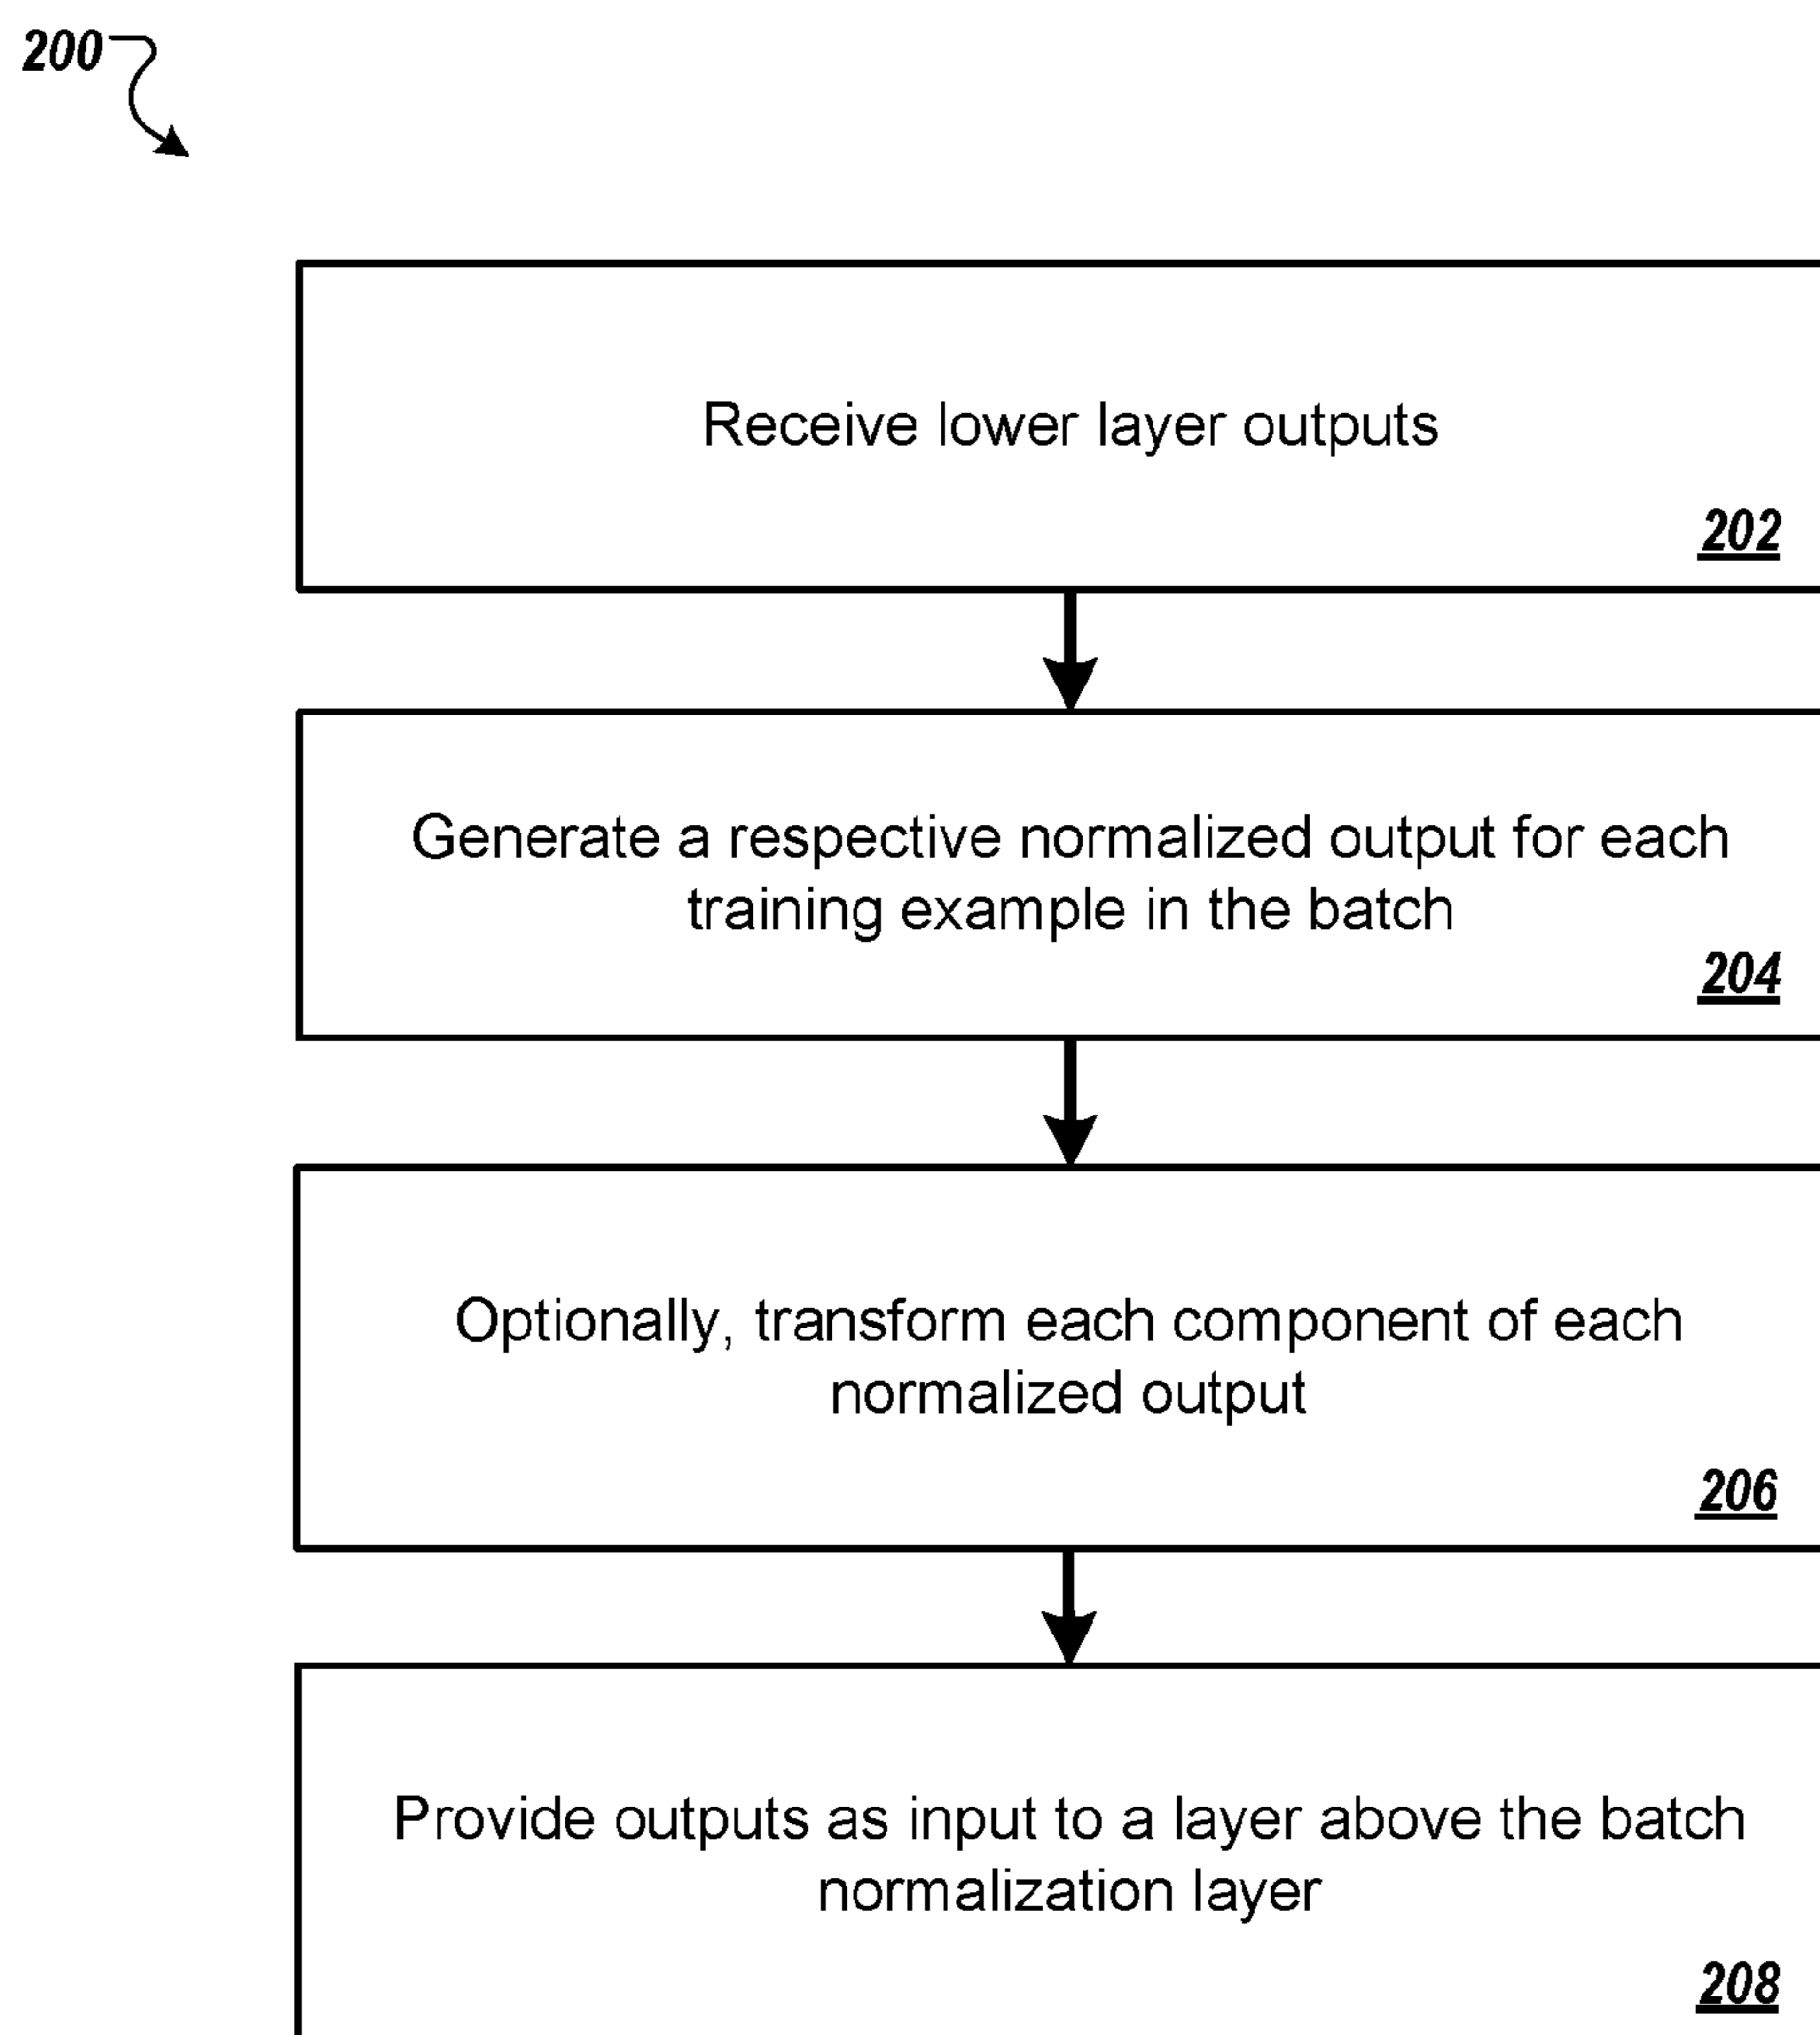 200
Receive lower layer outputs
202
Generate a respective normalized output for each
training example in the batch
204
Optionally, transform each component of each
normalized output
206
Provide outputs as input to a layer above the batch
normalization layer
208